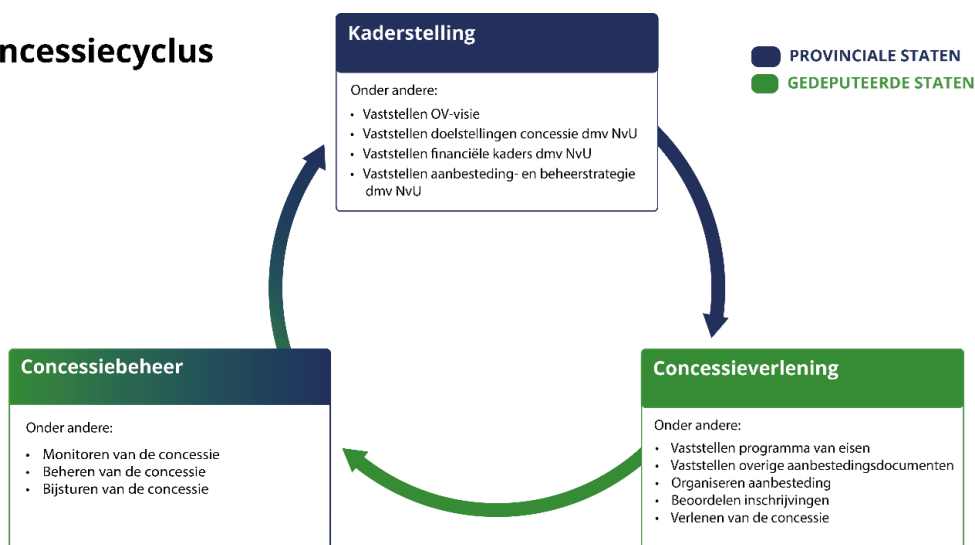 ncessiecyclus
Kaderstelling
Onder andere:
• Vaststellen OV-visie
• Vaststellen doelstellingen concessie dmv NvU
• Vaststellen financiële kaders dmv NvU
• Vaststellen aanbesteding- en beheerstrategie
dmv NvU
PROVINCIALE STATEN
GEDEPUTEERDE STATEN
Concessiebeheer
Onder andere:
• Monitoren van de concessie
• Beheren van de concessie
• Bijsturen van de concessie
Concessieverlening
Onder andere:
• Vaststellen programma van eisen
• Vaststellen overige aanbestedingsdocumenten
• Organiseren aanbesteding
• Beoordelen inschrijvingen
• Verlenen van de concessie